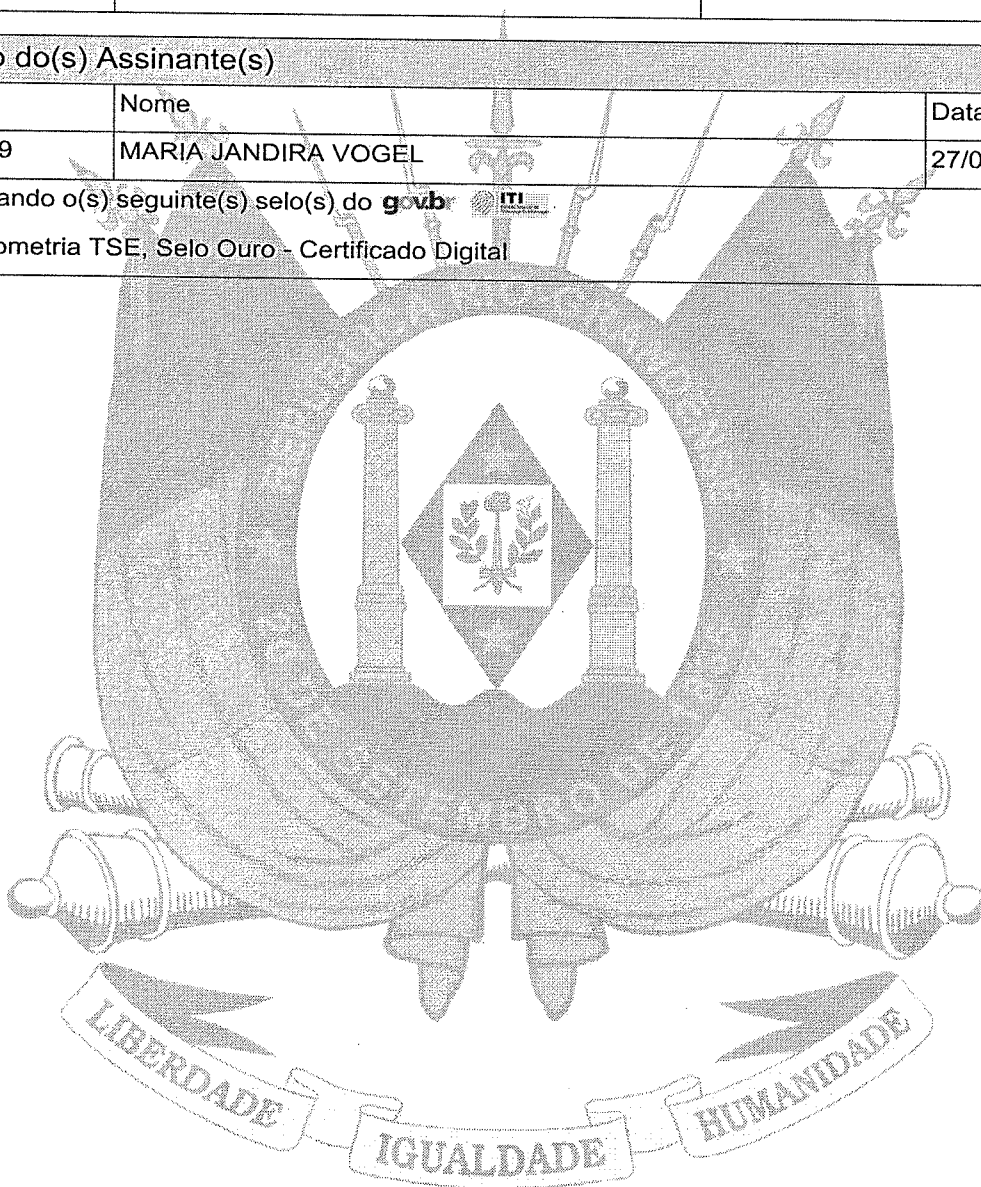 o do(s) Assinante(s)
Nome Data
9 MARIA JANDIRA VOGEL 27/0
ando o(s) seguinte(s) selo(s) do gov.br ITI
ometria TSE, Selo Ouro - Certificado Digital
LIBERDADE
IGUALDADE
HUMANIDADE